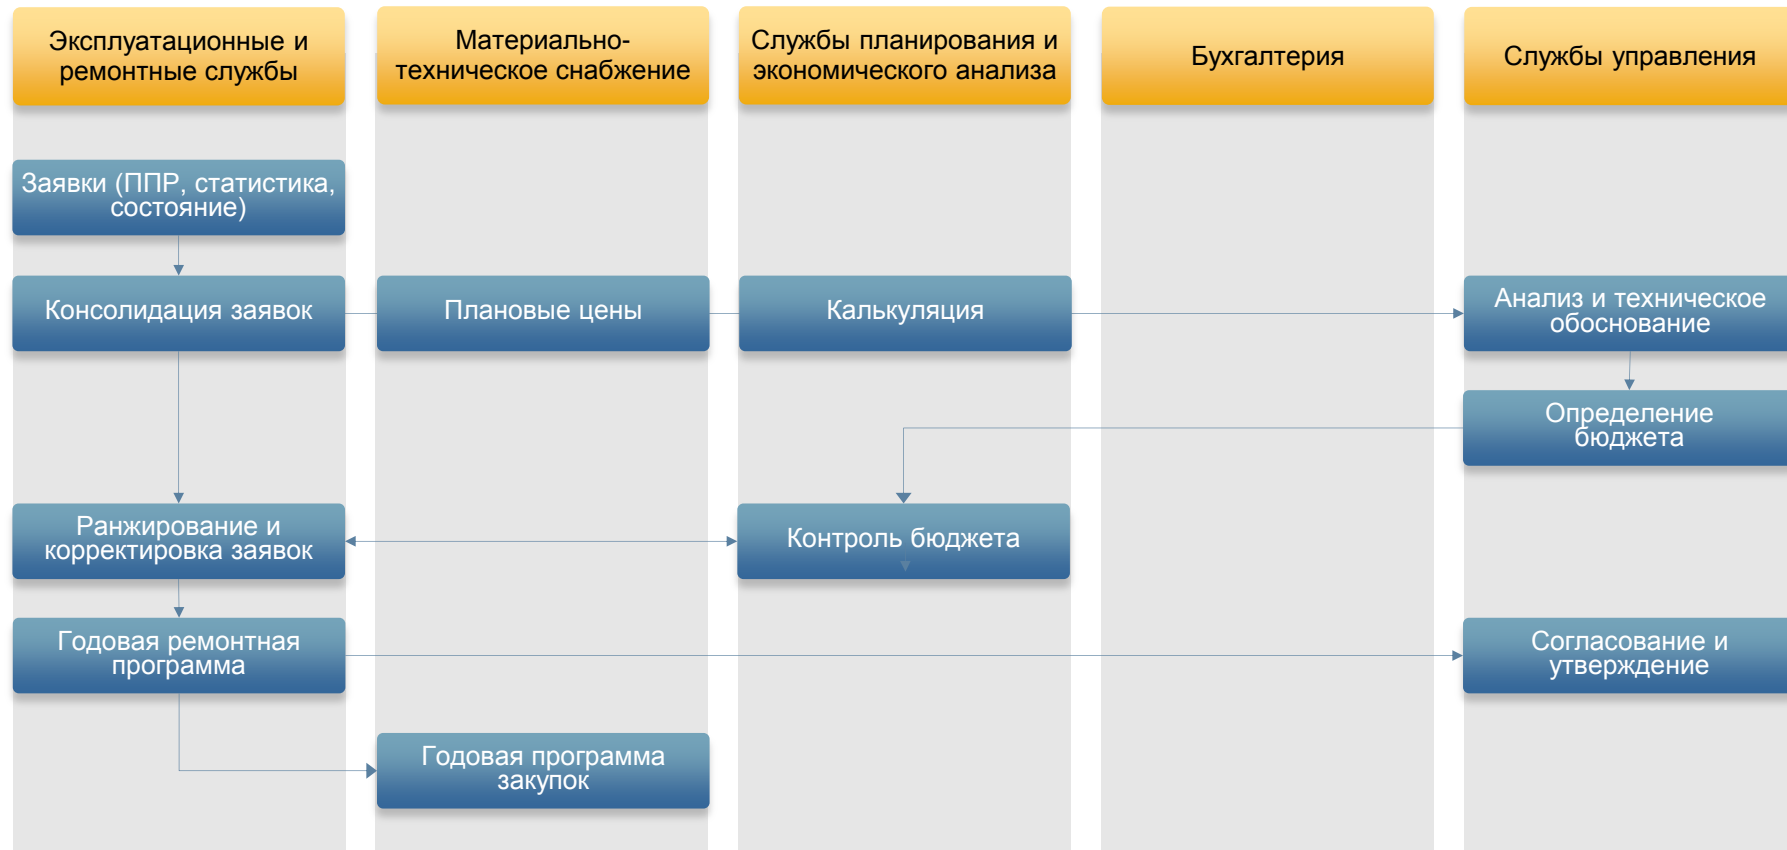 Эксплуатационные и
ремонтные службы
Материально-
техническое снабжение
Службы планирования и
экономического анализа
Бухгалтерия
Службы управления
Заявки (ППР, статистика,
состояние)
Консолидация заявок
Плановые цены
Калькуляция
Анализ и техническое
обоснование
Определение
бюджета
Ранжирование и
корректировка заявок
Контроль бюджета
Годовая ремонтная
программа
Согласование и
утверждение
Годовая программа
закупок